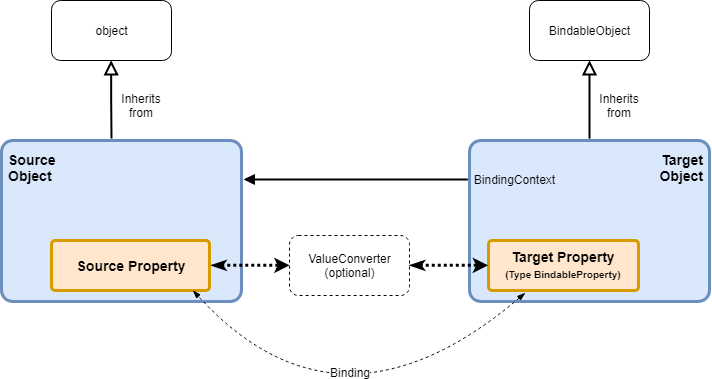 object
BindableObject
Inherits
from
Inherits
from
Source
Object
Target
Object
BindingContext
Source Property
ValueConverter
(optional)
Target Property
(Type BindableProperty)
Binding